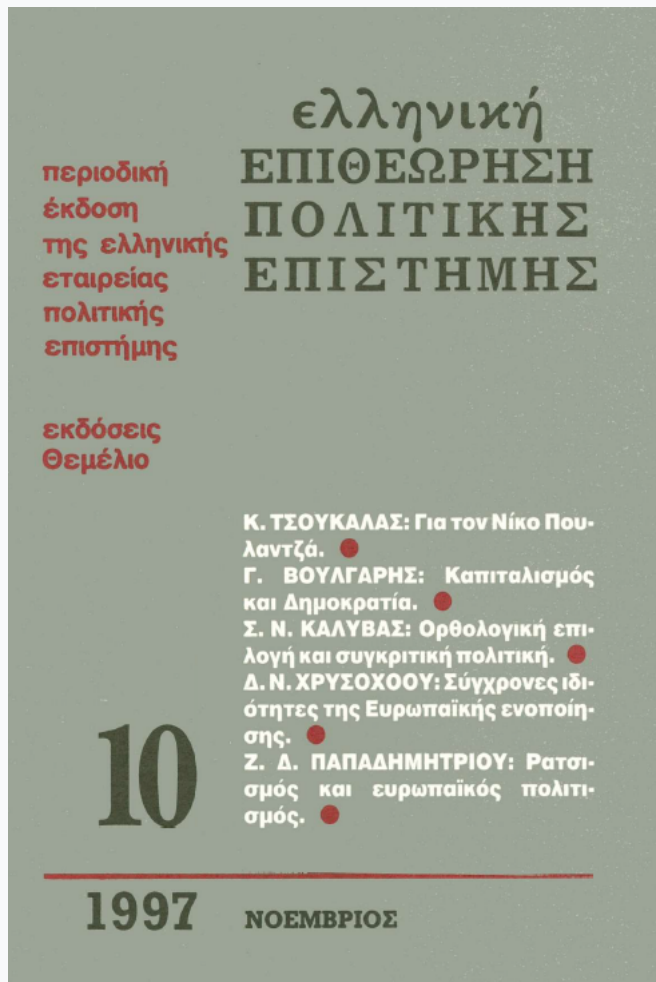 ελληνική
ΕΠΙΘΕΩΡΗΣΗ
ΠΟΛΙΤΙΚΗΣ
ΕΠΙΣΤΗΜΗΣ
περιοδική
έκδοση
της ελληνικής
εταιρείας
πολιτικής
επιστήμης
εκδόσεις
Θεμέλιο
Κ. ΤΣΟΥΚΑΛΑΣ: Για τον Νίκο Που-
λαντζά.
Γ. ΒΟΥΛΓΑΡΗΣ: Καπιταλισμός
και Δημοκρατία.
Σ. Ν. ΚΑΛΥΒΑΣ: Ορθολογική επι-
λογή και συγκριτική πολιτική.
Δ. Ν. ΧΡΥΣΟΧΟΟΥ: Σύγχρονες ιδι-
ότητες της Ευρωπαϊκής ενοποίη-
σης.
Ζ. Δ. ΠΑΠΑΔΗΜΗΤΡΙΟΥ: Ρατσι-
σμός και ευρωπαϊκός πολιτι-
σμός.
10
1997 ΝΟΕΜΒΡΙΟΣ